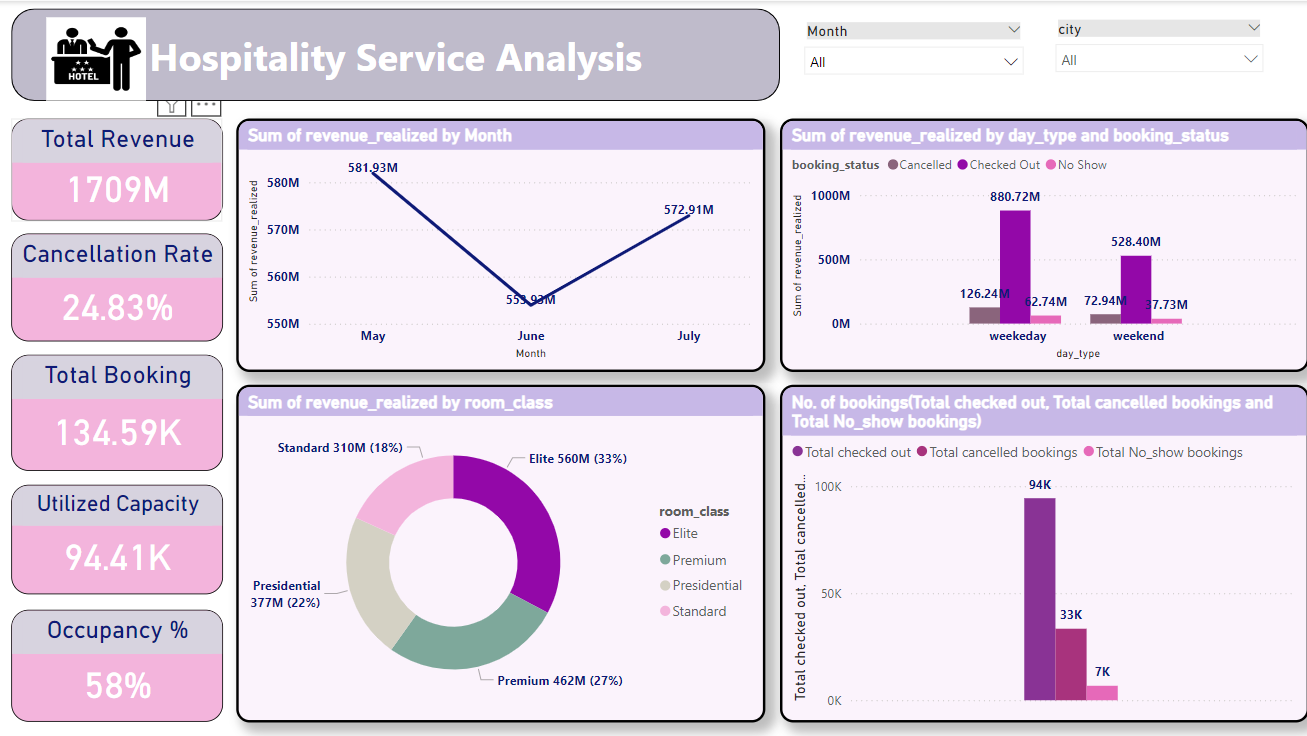 HOTEL
Hospitality Service Analysis
Month
All
city
All
Total Revenue
1709M
Cancellation Rate
24.83%
Total Booking
134.59K
Utilized Capacity
94.41K
Occupancy %
58%
Sum of revenue_realized by Month
Sum of revenue_realized
580M
570M
560M
550M
581.93M
553.93M
572.91M
May June July
Month
Sum of revenue_realized by day_type and booking_status
booking_status Cancelled Checked Out No Show
Sum of revenue_realized
1000M
500M
0M
126.24M
880.72M
62.74M
72.94M
528.40M
37.73M
weekeday weekend
day_type
Sum of revenue_realized by room_class
Standard 310M (18%)
Elite 560M (33%)
Presidential
377M (22%)
Premium 462M (27%)
room_class
Elite
Premium
Presidential
Standard
No. of bookings(Total checked out, Total cancelled bookings and
Total No_show bookings)
Total checked out Total cancelled bookings Total No_show bookings
Total checked out, Total cancelled...
100K
50K
0K
94K
33K
7K